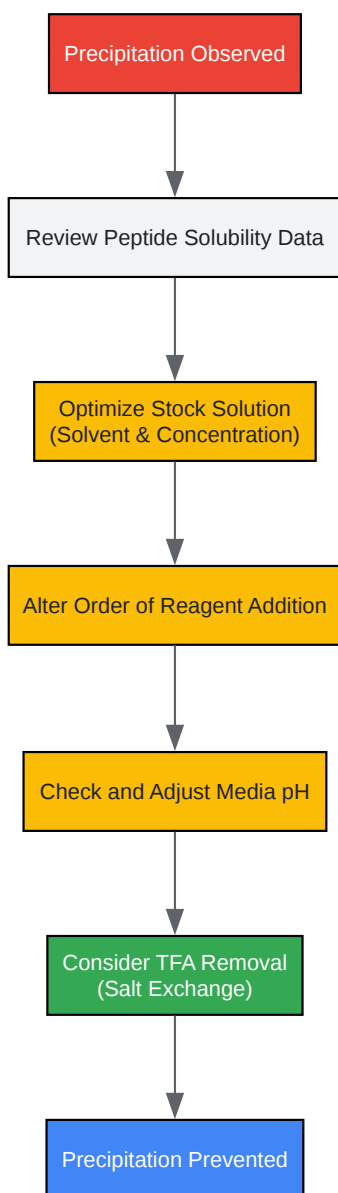 Precipitation Observed
Review Peptide Solubility Data
Optimize Stock Solution
(Solvent & Concentration)
Alter Order of Reagent Addition
Check and Adjust Media pH
Consider TFA Removal
(Salt Exchange)
Precipitation Prevented